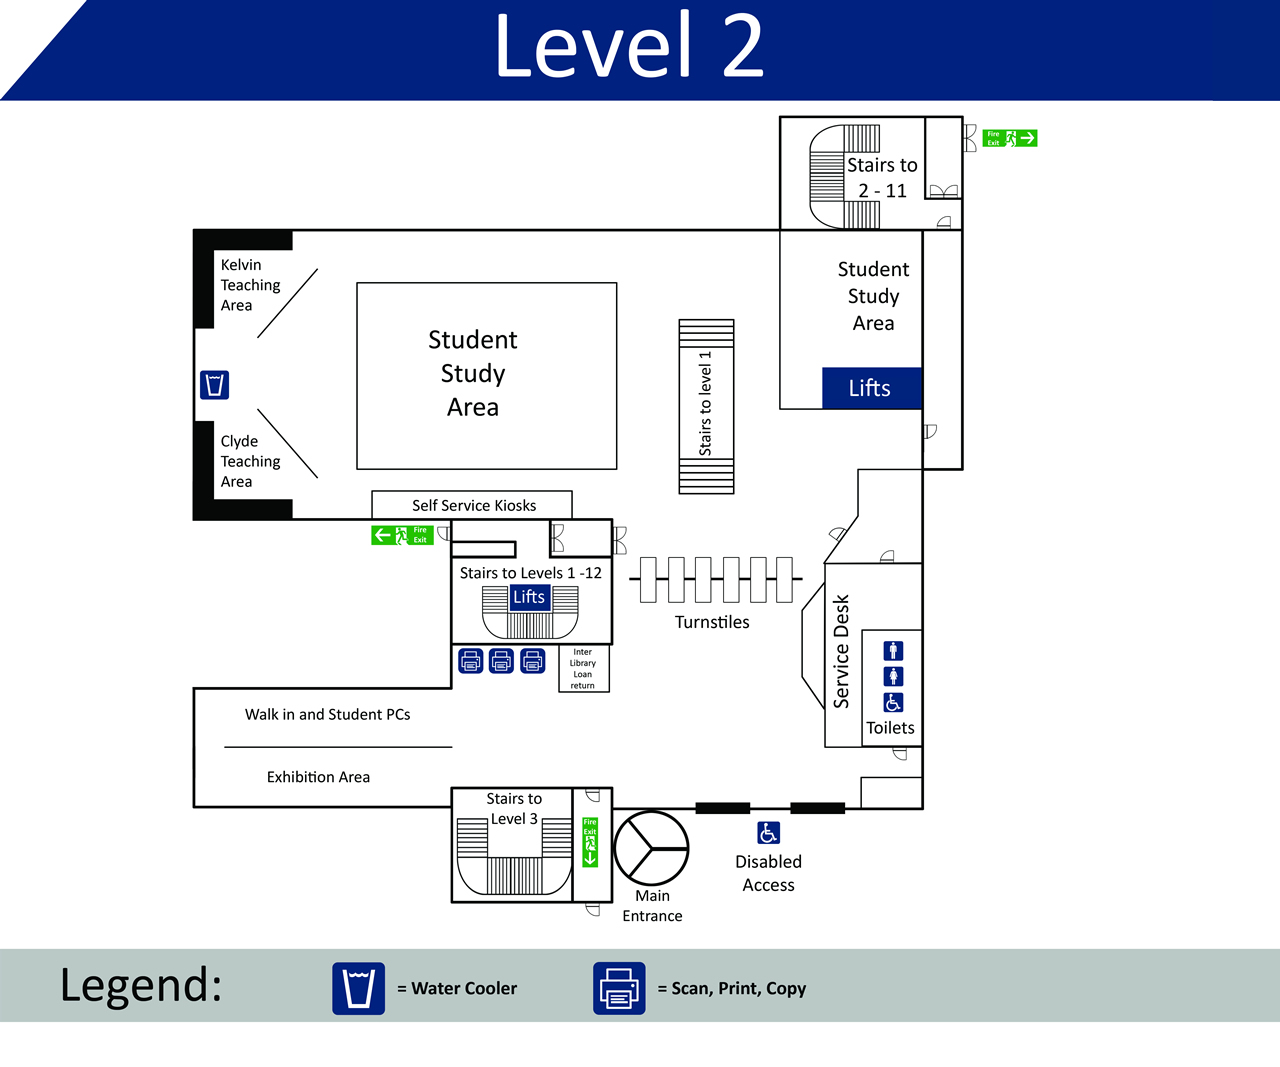 Level 2
Fire
Exit
Stairs to
2 - 11
Kelvin
Teaching
Area
Student
Study
Area
Student
Study
Area
Stairs to level 1
Lifts
Clyde
Teaching
Area
Self Service Kiosks
Fire
Exit
Stairs to Levels 1 -12
Lifts
Turnstiles
Service Desk
Inter
Library
Loan
return
Toilets
Walk in and Student PCs
Exhibition Area
Stairs to
Level 3
Fire
Exit
Disabled
Access
Main
Entrance
Legend:
= Water Cooler
= Scan, Print, Copy